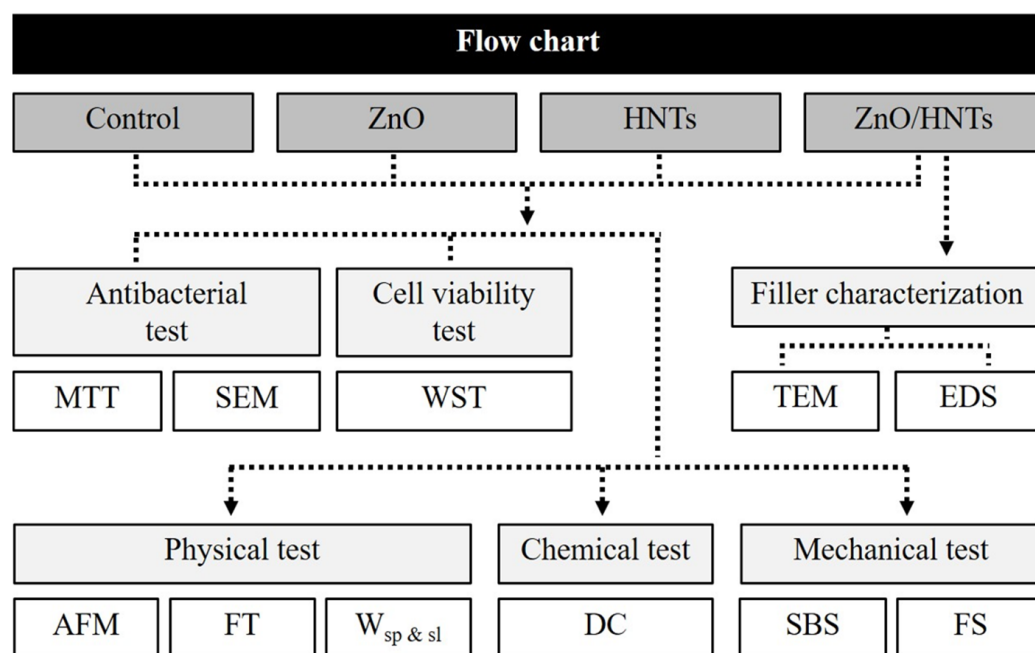 Flow chart
Control
ZnO
HNTs
ZnO/HNTs
Antibacterial
test
Cell viability
test
Filler characterization
MTT
SEM
WST
TEM
EDS
Physical test
Chemical test
Mechanical test
AFM
FT
Wsp & sl
DC
SBS
FS